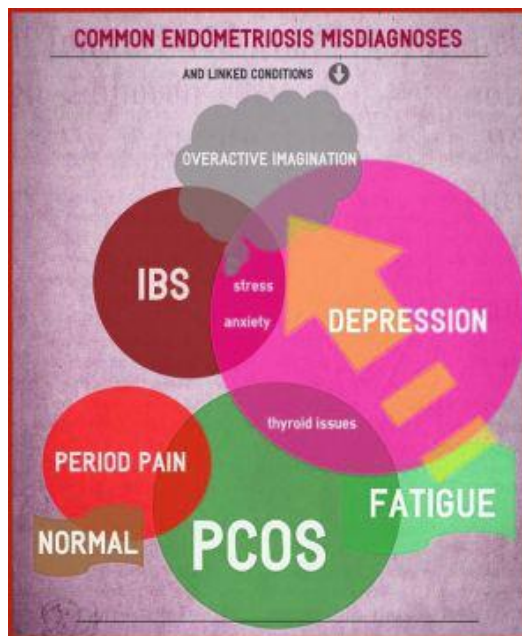 COMMON ENDOMETRIOSIS MISDIAGNOSES
AND LINKED CONDITIONS
OVERACTIVE IMAGINATION
IBS
stress
anxiety
DEPRESSION
thyroid issues
PERIOD PAIN
FATIGUE
NORMAL
PCOS